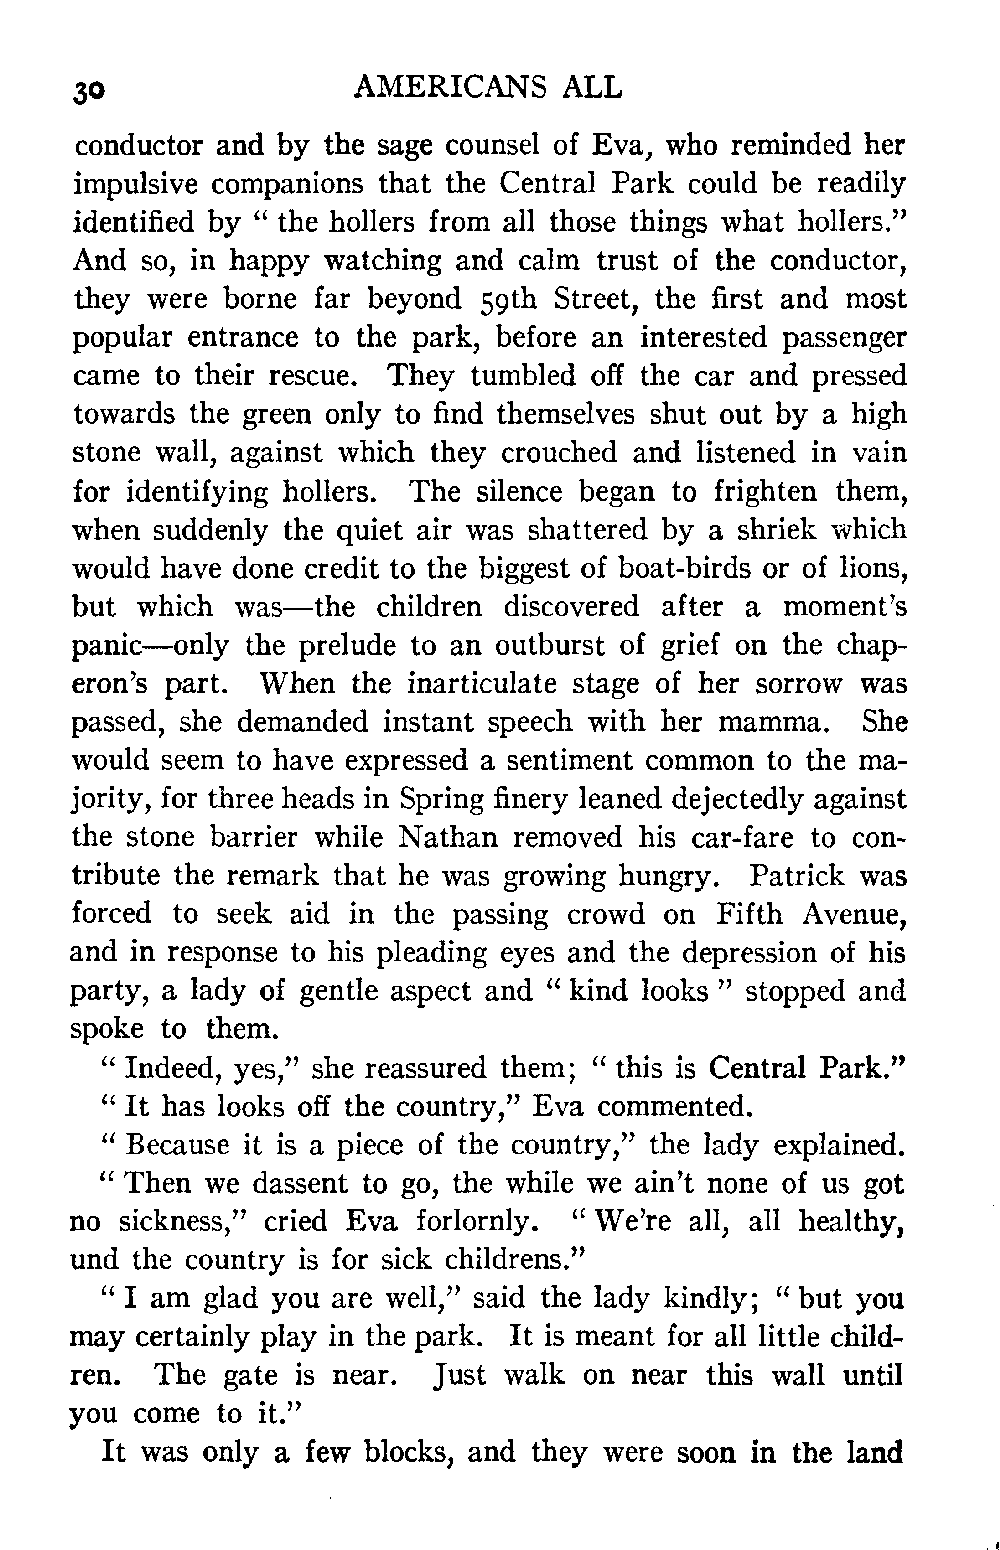 30 AMERICANS ALL
conductor and by the sage counsel of Eva, who reminded her
impulsive companions that the Central Park could be readily
identified by “ the hollers from all those things what hollers.”
And so, in happy watching and calm trust of the conductor,
they were borne far beyond 59th Street, the first and most
popular entrance to the park, before an interested passenger
came to their rescue. They tumbled off the car and pressed
towards the green only to find themselves shut out by a high
stone wall, against which they crouched and listened in vain
for identifying hollers. The silence began to frighten them,
when suddenly the quiet air was shattered by a shriek which
would have done credit to the biggest of boat-birds or of lions,
but which was—the children discovered after a moment’s
panic—only the prelude to an outburst of grief on the chap-
eron’s part. When the inarticulate stage of her sorrow was
passed, she demanded instant speech with her mamma. She
would seem to have expressed a sentiment common to the ma-
jority, for three heads in Spring finery leaned dejectedly against
the stone barrier while Nathan removed his car-fare to con-
tribute the remark that he was growing hungry. Patrick was
forced to seek aid in the passing crowd on Fifth Avenue,
and in response to his pleading eyes and the depression of his
party, a lady of gentle aspect and “ kind looks ” stopped and
spoke to them.
“ Indeed, yes,” she reassured them; “ this is Central Park.”
“ It has looks off the country,” Eva commented.
“ Because it is a piece of the country,” the lady explained.
“ Then we dassent to go, the while we ain’t none of us got
no sickness,” cried Eva forlornly. “ We’re all, all healthy,
und the country is for sick childrens.”
“ I am glad you are well,” said the lady kindly; “ but you
may certainly play in the park. It is meant for all little child-
ren. The gate is near. Just walk on near this wall until
you come to it.”
It was only a few blocks, and they were soon in the land